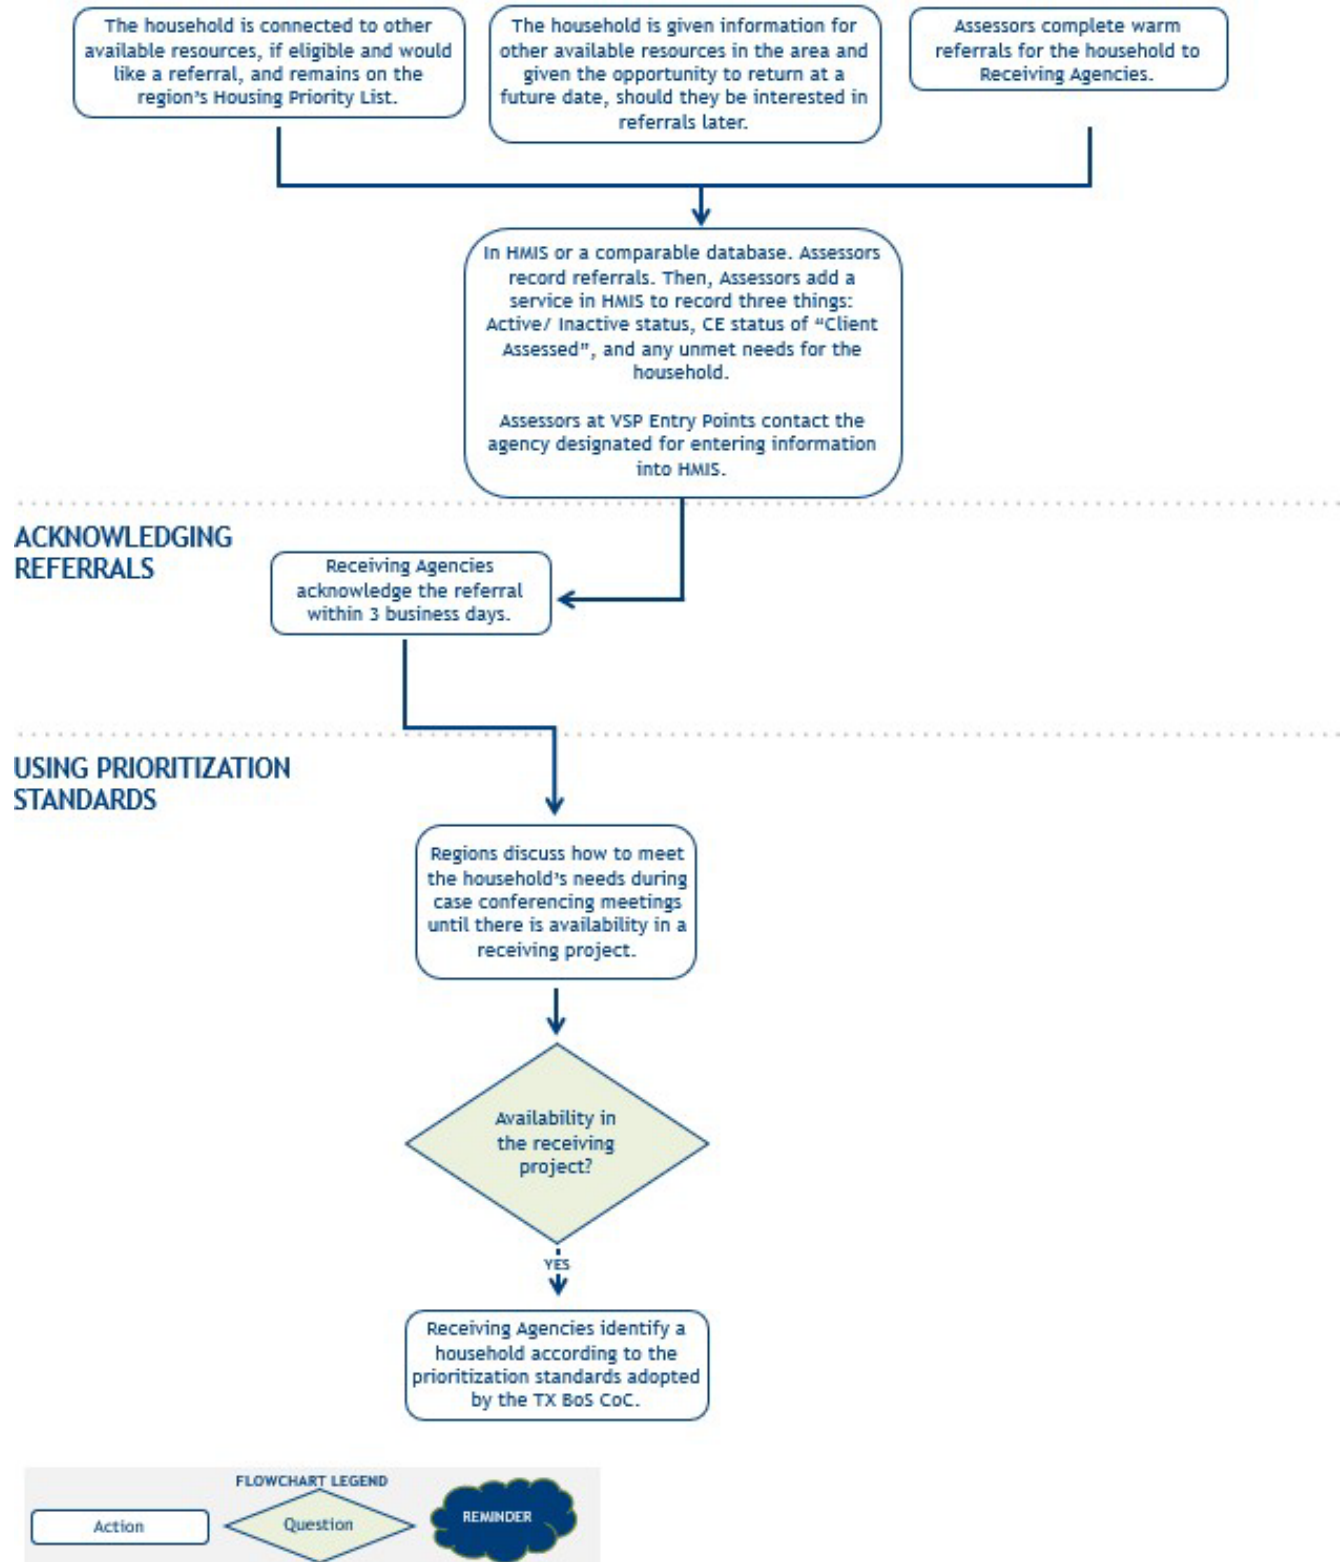 The household is connected to other
available resources, if eligible and would
like a referral, and remains on the
region's Housing Priority List.
The household is given information for
other available resources in the area and
given the opportunity to return at a
future date, should they be interested in
referrals later.
Assessors complete warm
referrals for the household to
Receiving Agencies.
In HMIS or a comparable database. Assessors
record referrals. Then, Assessors add a
service in HMIS to record three things:
Active/ Inactive status, CE status of “Client
Assessed”, and any unmet needs for the
household.
Assessors at VSP Entry Points contact the
agency designated for entering information
into HMIS.
ACKNOWLEDGING
REFERRALS
Receiving Agencies
acknowledge the referral
within 3 business days.
USING PRIORITIZATION
STANDARDS
Regions discuss how to meet
the household's needs during
case conferencing meetings
until there is availability in a
receiving project.
Availability in
the receiving
project?
YES
Receiving Agencies identify a
household according to the
prioritization standards adopted
by the TX BoS CoC.
FLOWCHART LEGEND
Action
Question
REMINDER